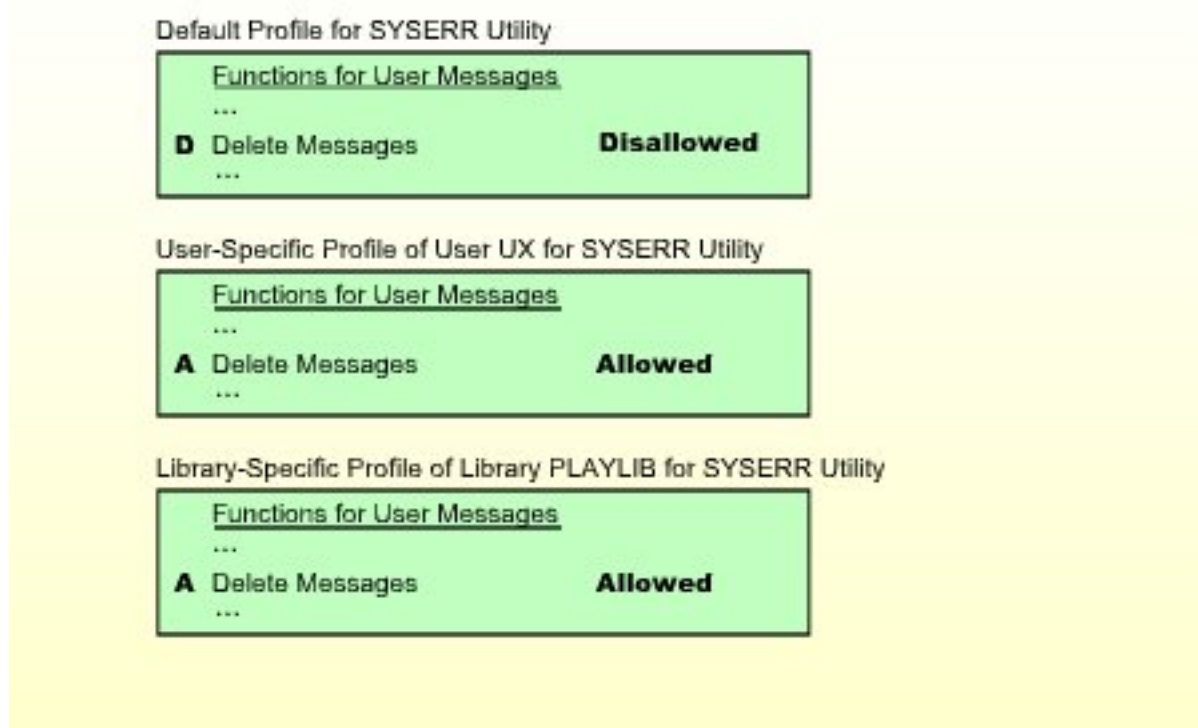 Default Profile for SYSERR Utility
Functions for User Messages
...
D Delete Messages Disallowed
...
User-Specific Profile of User UX for SYSERR Utility
Functions for User Messages
...
A Delete Messages Allowed
...
Library-Specific Profile of Library PLAYLIB for SYSERR Utility
Functions for User Messages
...
A Delete Messages Allowed
...